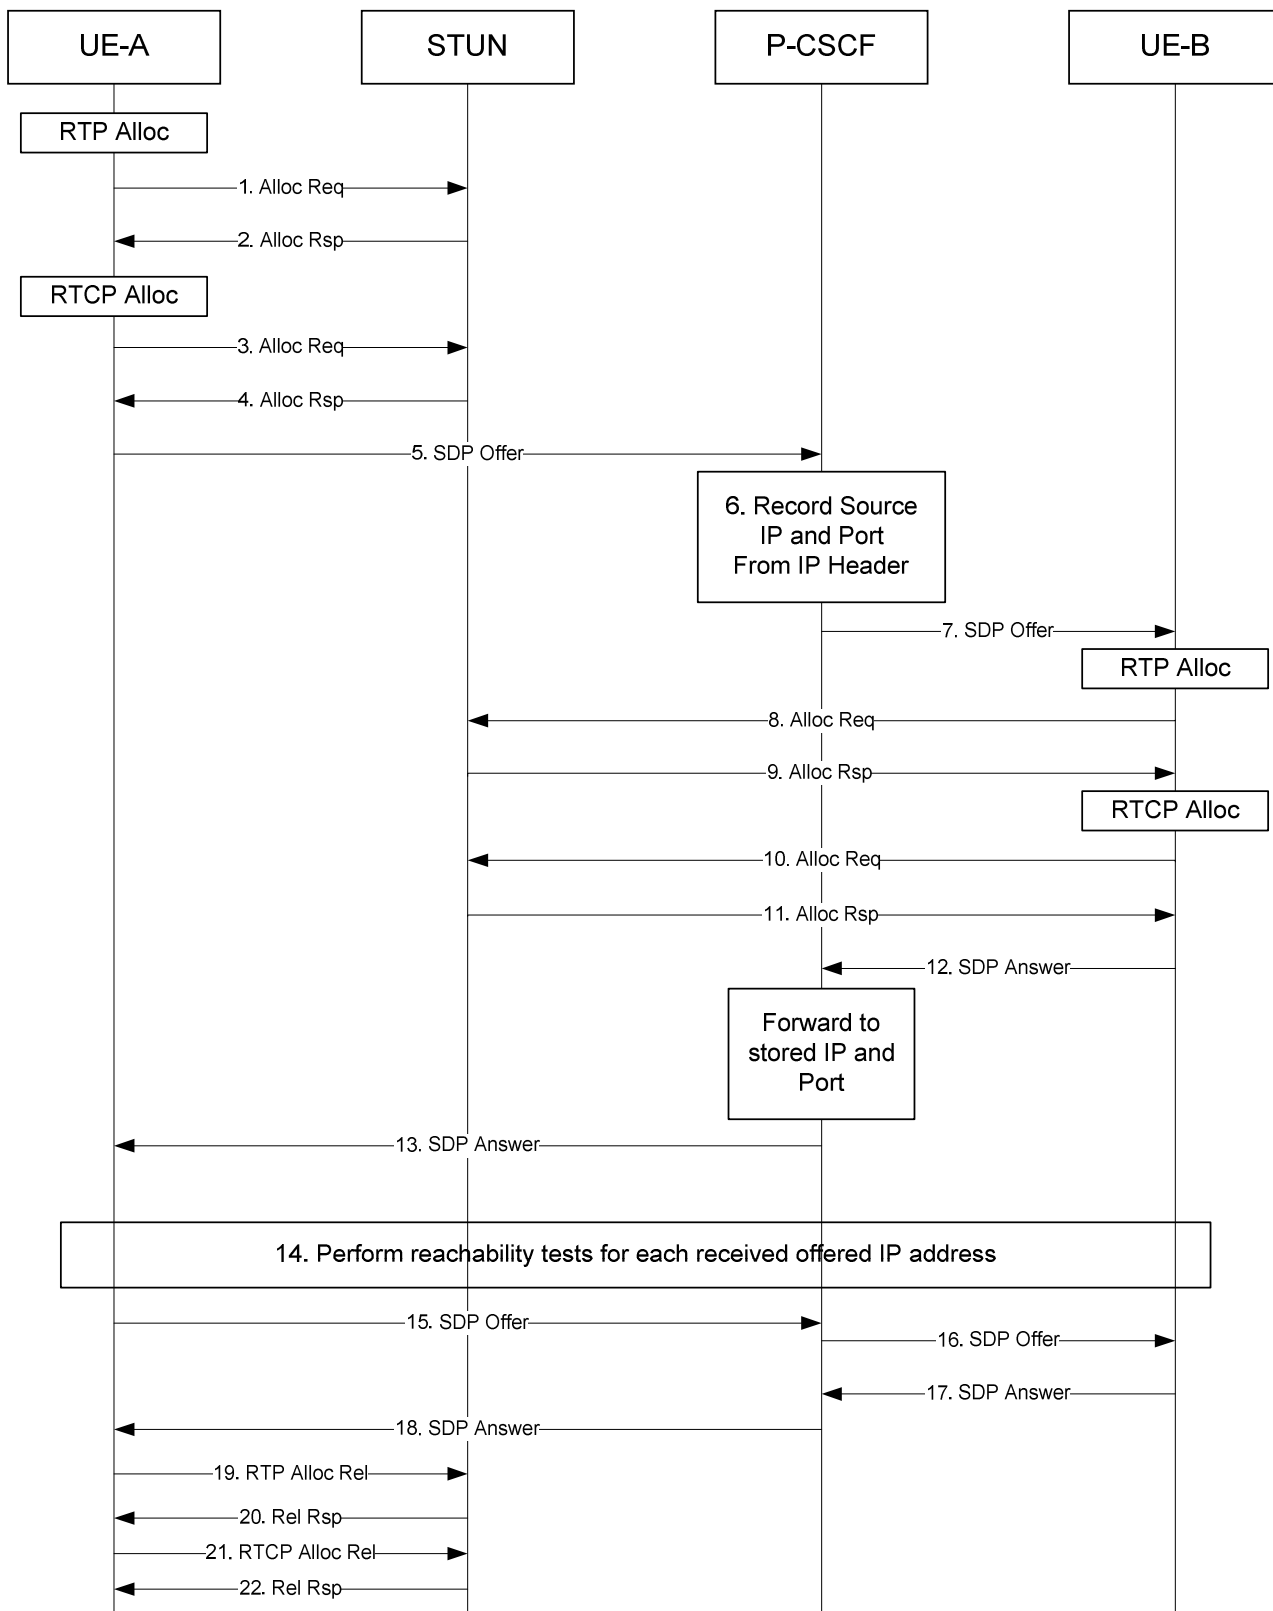 UE-A
STUN
P-CSCF
UE-B
RTP Alloc
1. Alloc Req
2. Alloc Rsp
RTCP Alloc
3. Alloc Req
4. Alloc Rsp
5. SDP Offer
6. Record Source
IP and Port
From IP Header
7. SDP Offer
RTP Alloc
8. Alloc Req
9. Alloc Rsp
RTCP Alloc
10. Alloc Req
11. Alloc Rsp
12. SDP Answer
Forward to
stored IP and
Port
13. SDP Answer
14. Perform reachability tests for each received offered IP address
15. SDP Offer
16. SDP Offer
17. SDP Answer
18. SDP Answer
19. RTP Alloc Rel
20. Rel Rsp
21. RTCP Alloc Rel
22. Rel Rsp